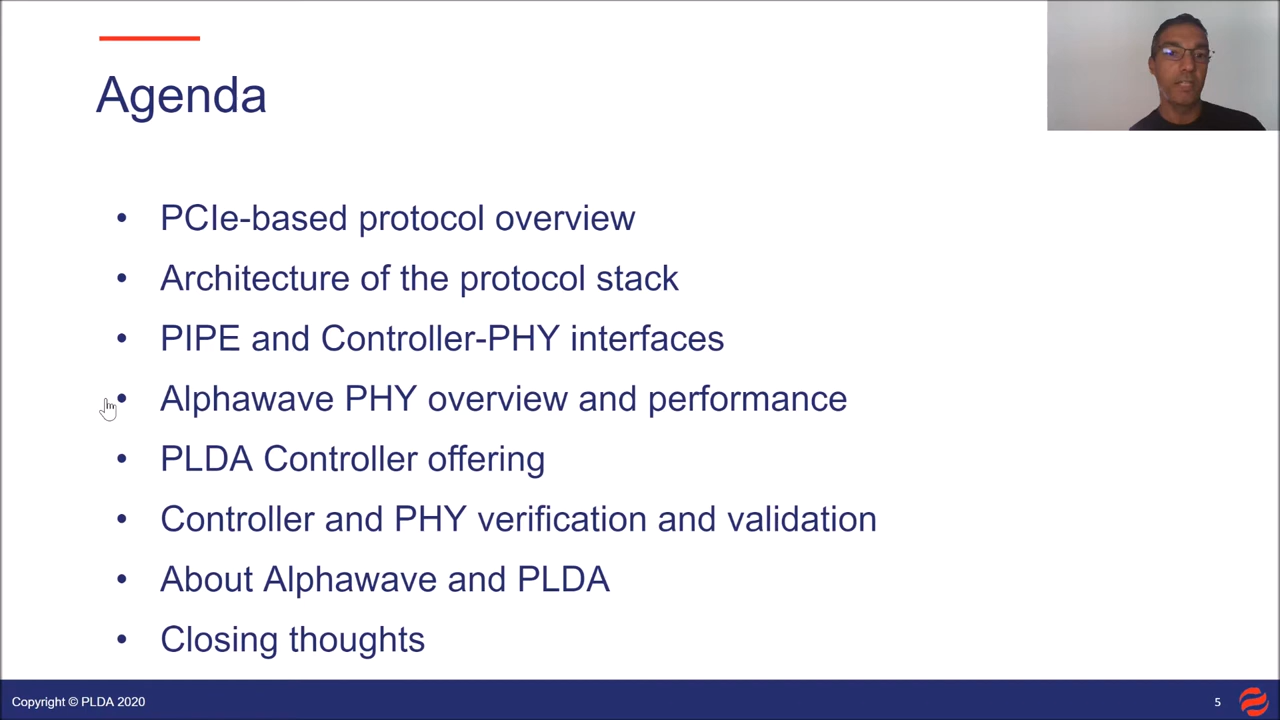 Agenda
• PCIe-based protocol overview
• Architecture of the protocol stack
• PIPE and Controller-PHY interfaces
• Alphawave PHY overview and performance
• PLDA Controller offering
• Controller and PHY verification and validation
• About Alphawave and PLDA
• Closing thoughts
Copyright © PLDA 2020
5